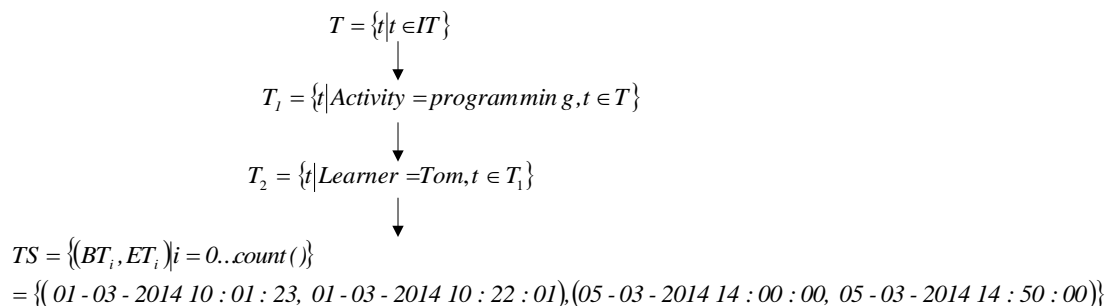 T = {t|t ∈IT}
T₁ = {t|Activity = programmin g,t ∈ T}
T₂ = {t|Learner =Tom,t ∈ T₁}
TS = {(BTᵢ,ETᵢ)|i = 0...count ()}
= {( 01 - 03 - 2014 10 : 01 : 23, 01 - 03 - 2014 10 : 22 : 01),(05 - 03 - 2014 14 : 00 : 00, 05 - 03 - 2014 14 : 50 : 00)}